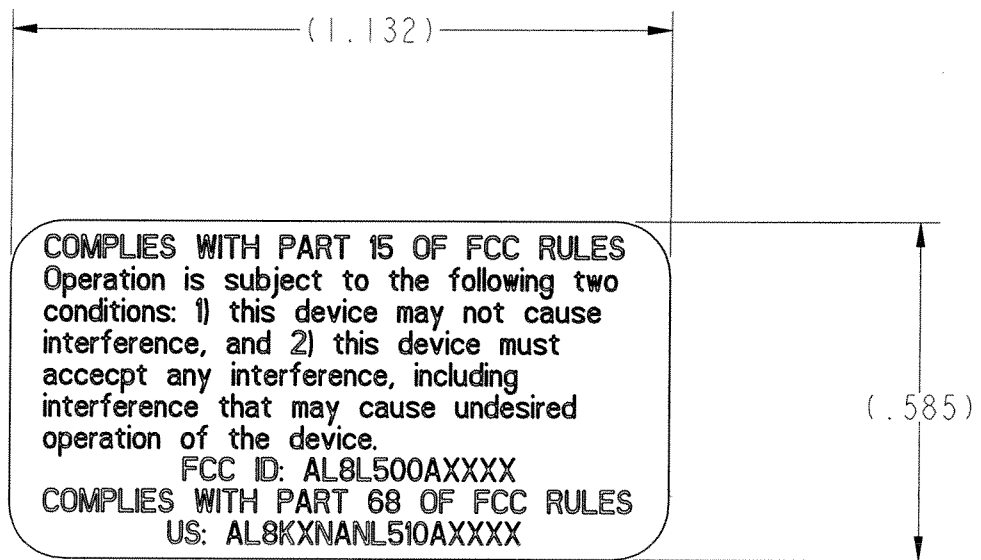 (1.132)
COMPLIES WITH PART 15 OF FCC RULES
Operation is subject to the following two
conditions: 1) this device may not cause
interference, and 2) this device must
accecpt any interference, including
interference that may cause undesired
operation of the device.
FCC ID: AL8L500AXXXX
COMPLIES WITH PART 68 OF FCC RULES
US: AL8KXNANL510AXXXX
(.585)